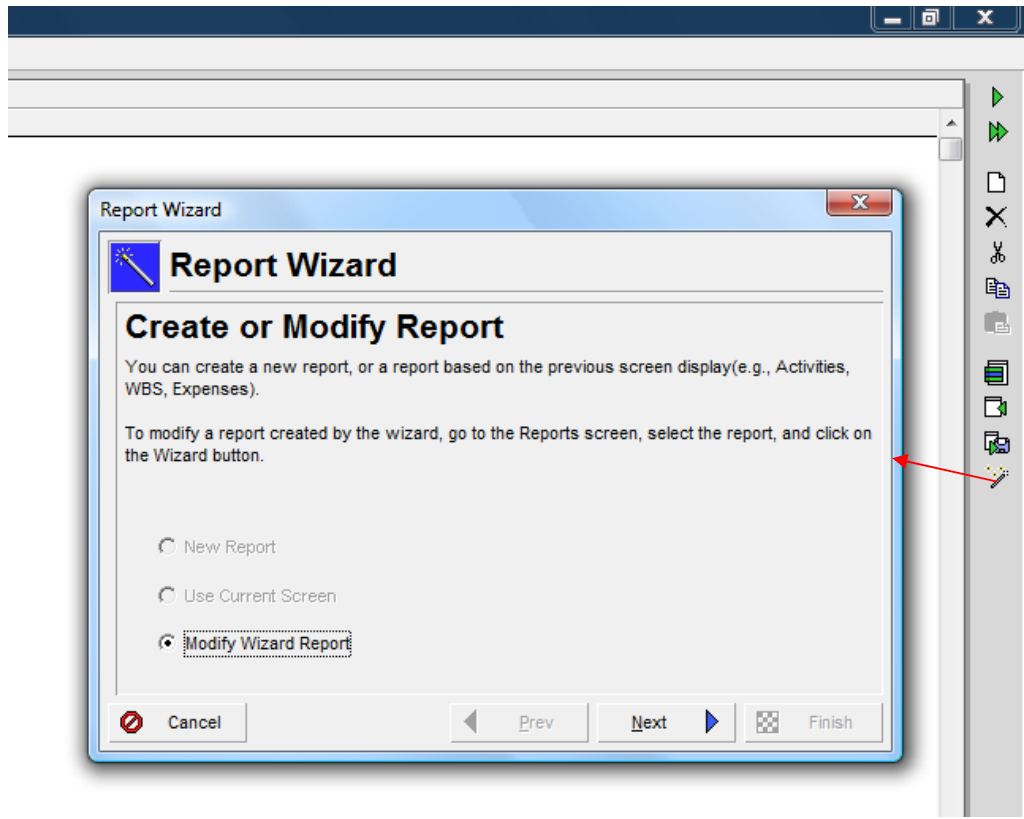 Report Wizard
Report Wizard
Create or Modify Report
You can create a new report, or a report based on the previous screen display(e.g., Activities,
WBS, Expenses).
To modify a report created by the wizard, go to the Reports screen, select the report, and click on
the Wizard button.
New Report
Use Current Screen
Modify Wizard Report
Cancel Prev Next Finish